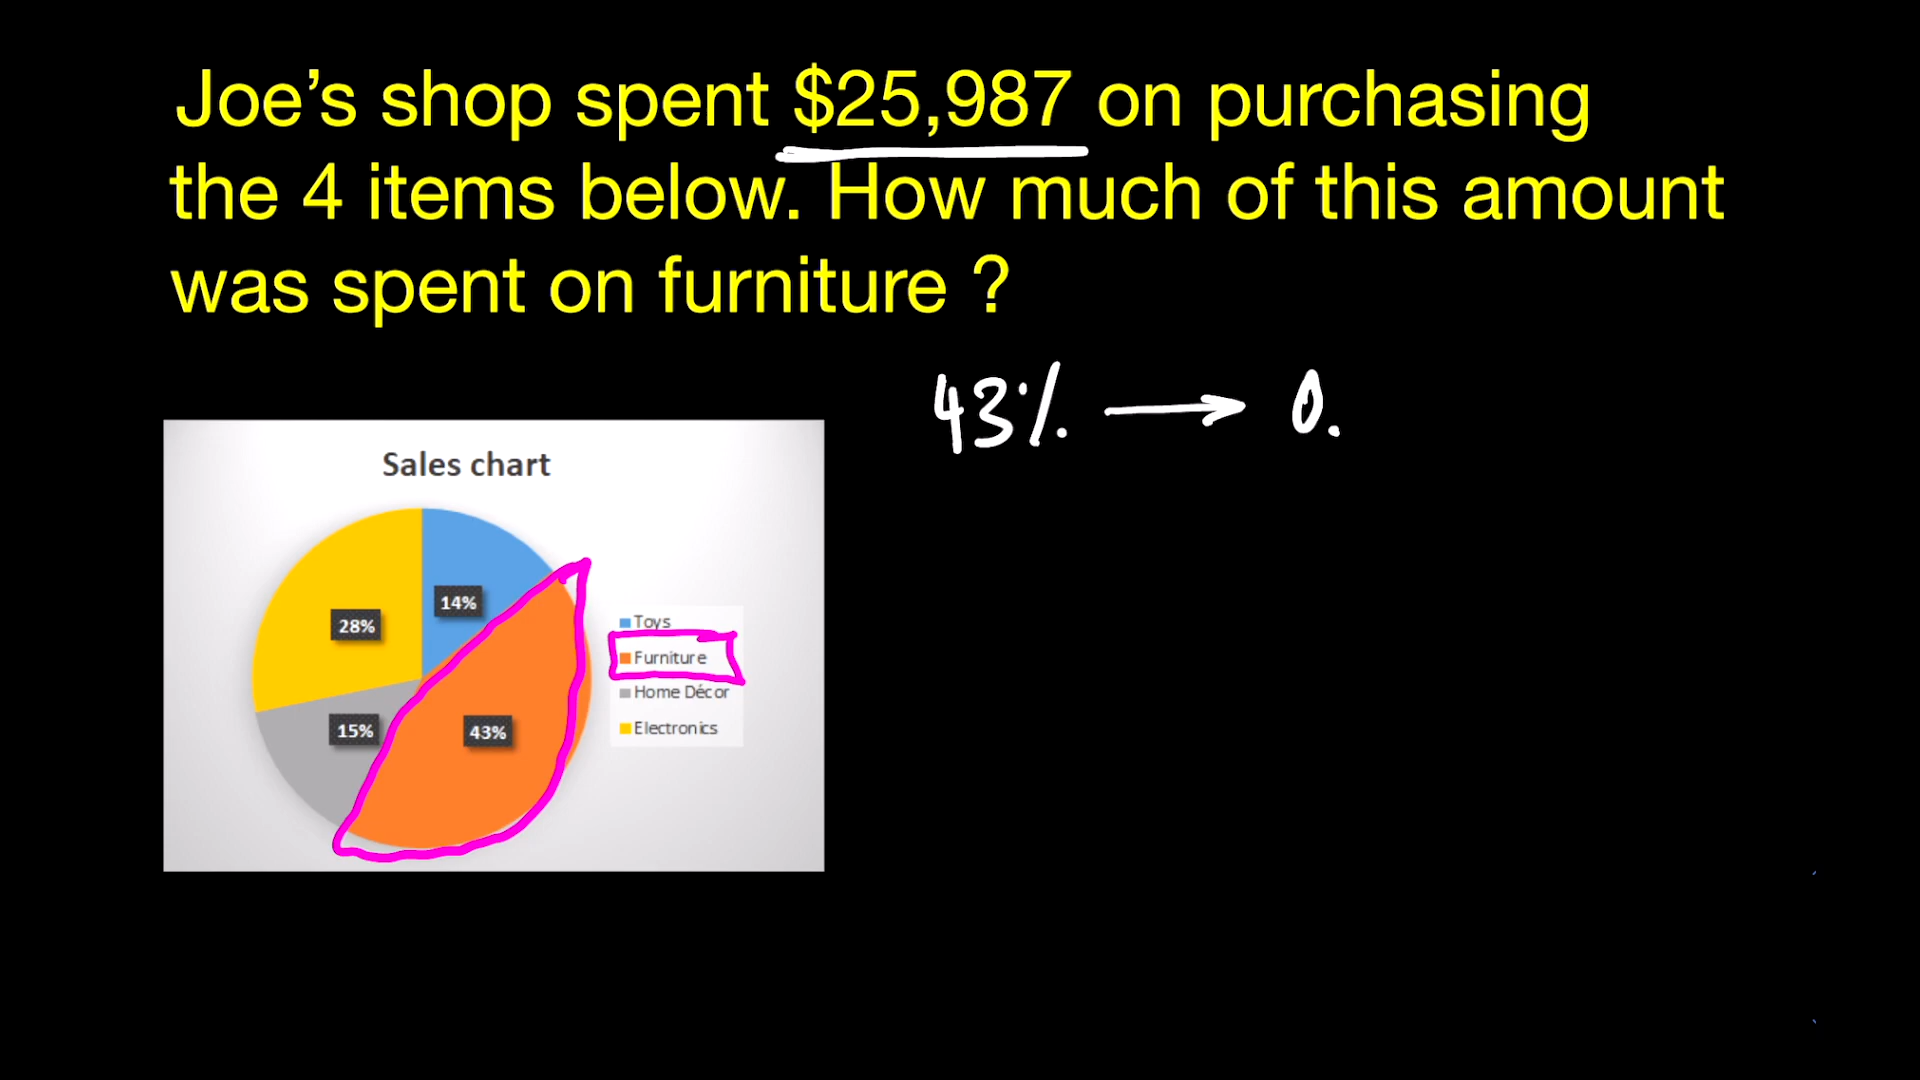 Joe’s shop spent $25,987 on purchasing
the 4 items below. How much of this amount
was spent on furniture ?
43% → 0.
Sales chart
14%
28%
Toys
Furniture
Home Décor
15%
43%
Electronics